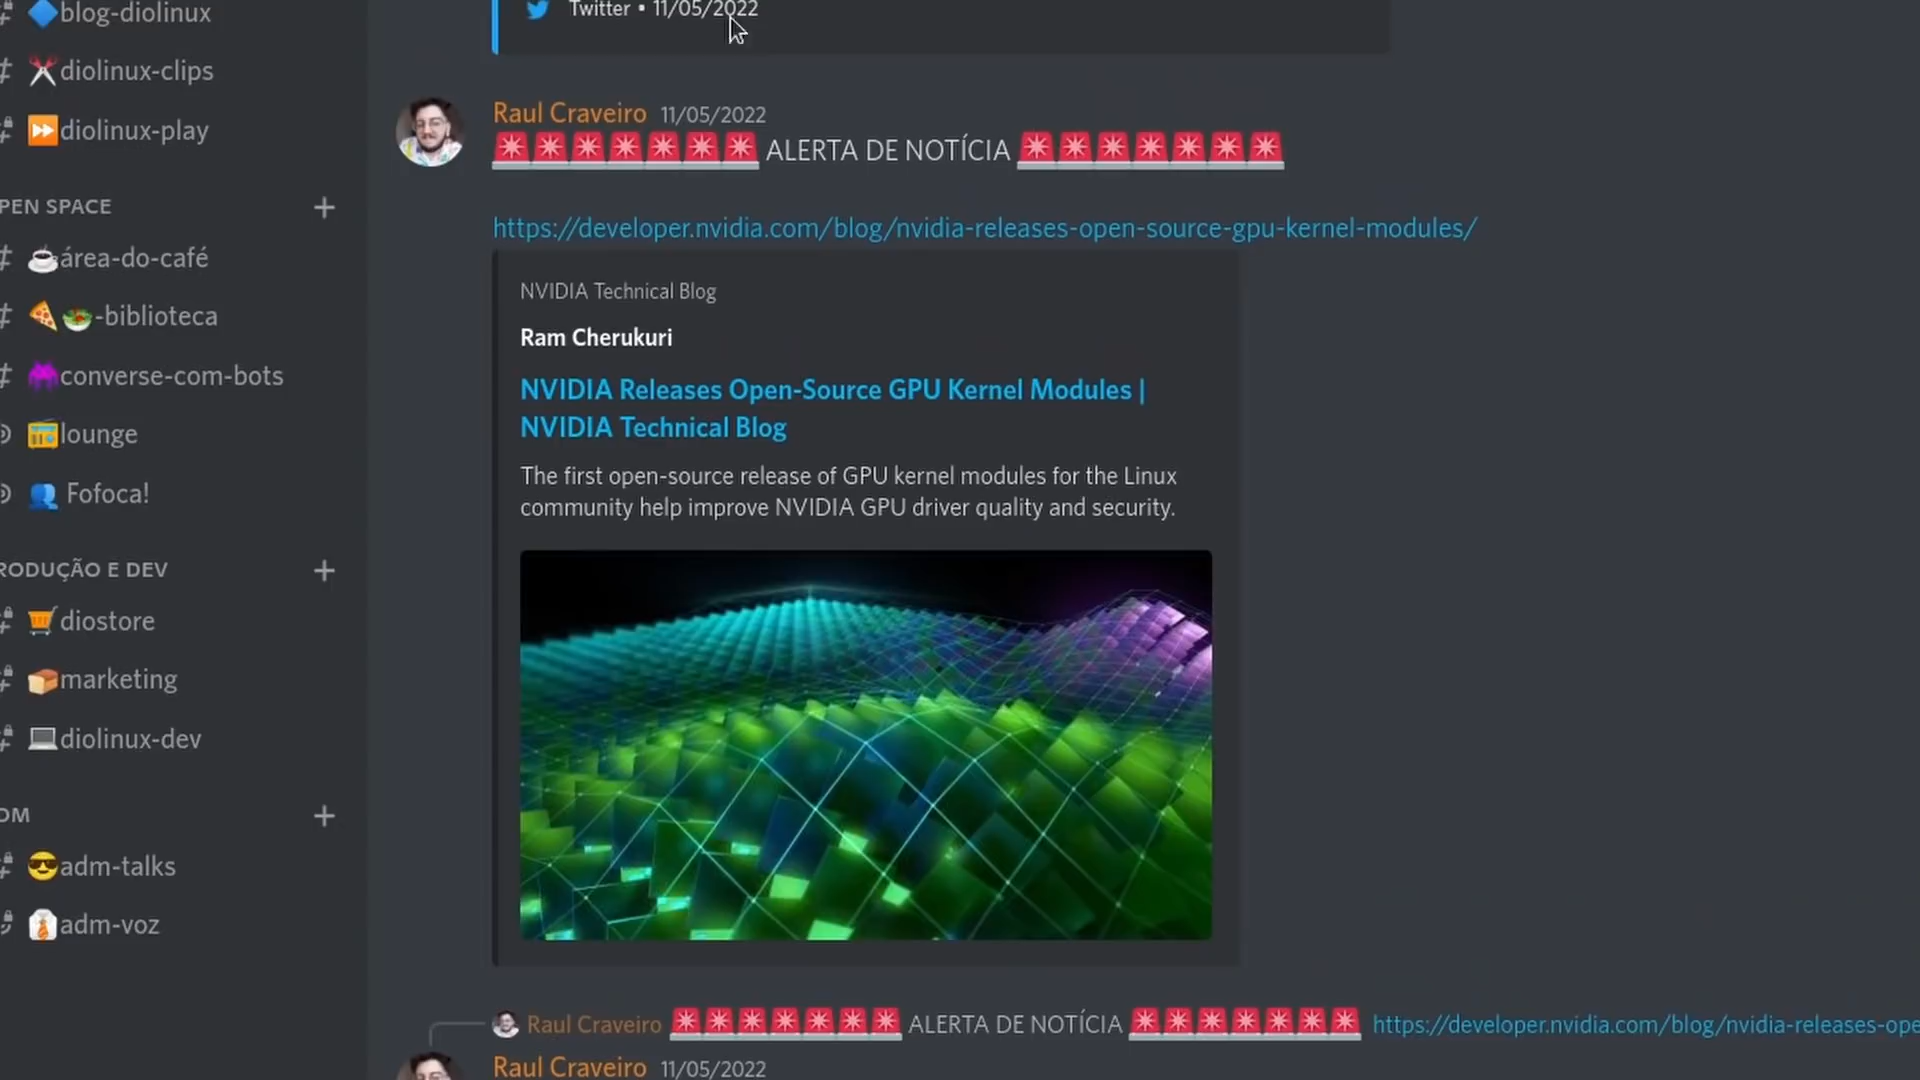 blog-diolinux
diolinux-clips
diolinux-play
PEN SPACE
área-do-café
-biblioteca
converse-com-bots
lounge
Fofoca!
RODUÇÃO E DEV
diostore
marketing
diolinux-dev
DM
adm-talks
adm-voz
Twitter • 11/05/2022
Raul Craveiro 11/05/2022
ALERTA DE NOTÍCIA
https://developer.nvidia.com/blog/nvidia-releases-open-source-gpu-kernel-modules/
NVIDIA Technical Blog
Ram Cherukuri
NVIDIA Releases Open-Source GPU Kernel Modules |
NVIDIA Technical Blog
The first open-source release of GPU kernel modules for the Linux
community help improve NVIDIA GPU driver quality and security.
Raul Craveiro ALERTA DE NOTÍCIA https://developer.nvidia.com/blog/nvidia-releases-ope
Raul Craveiro 11/05/2022